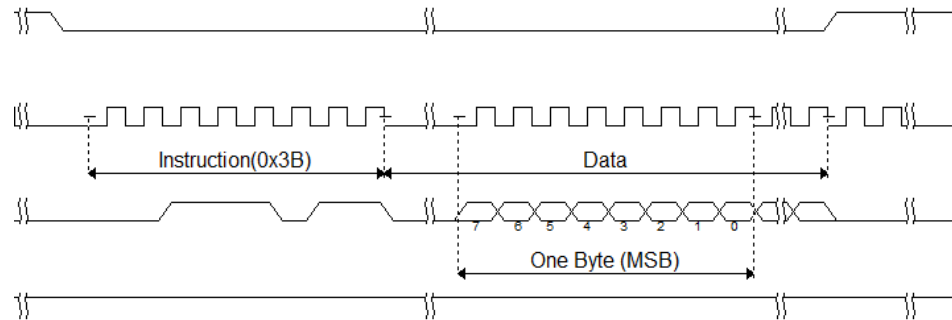 Instruction(0x3B)
Data
7 6 5 4 3 2 1 0
One Byte (MSB)